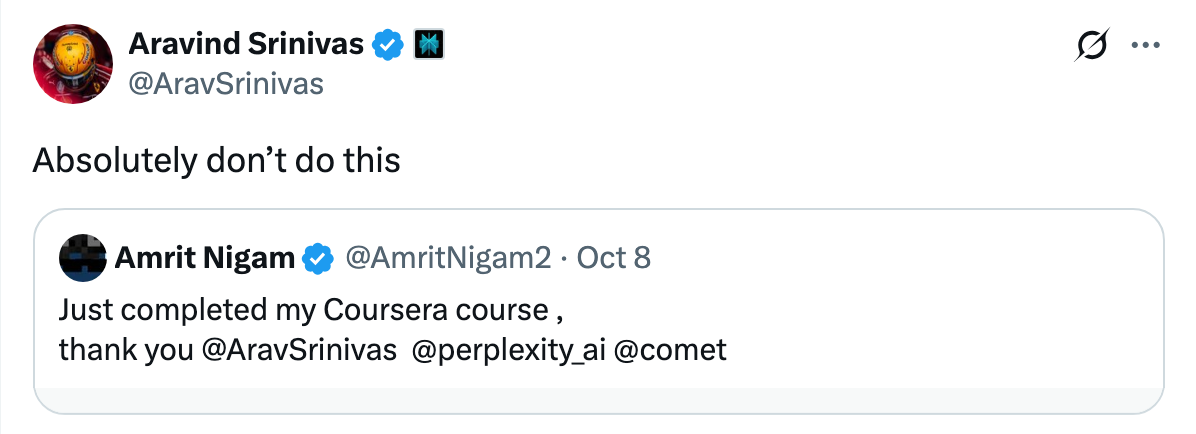 Aravind Srinivas
@AravSrinivas
Absolutely don’t do this
Amrit Nigam @AmritNigam2 · Oct 8
Just completed my Coursera course ,
thank you @AravSrinivas  @perplexity_ai @comet